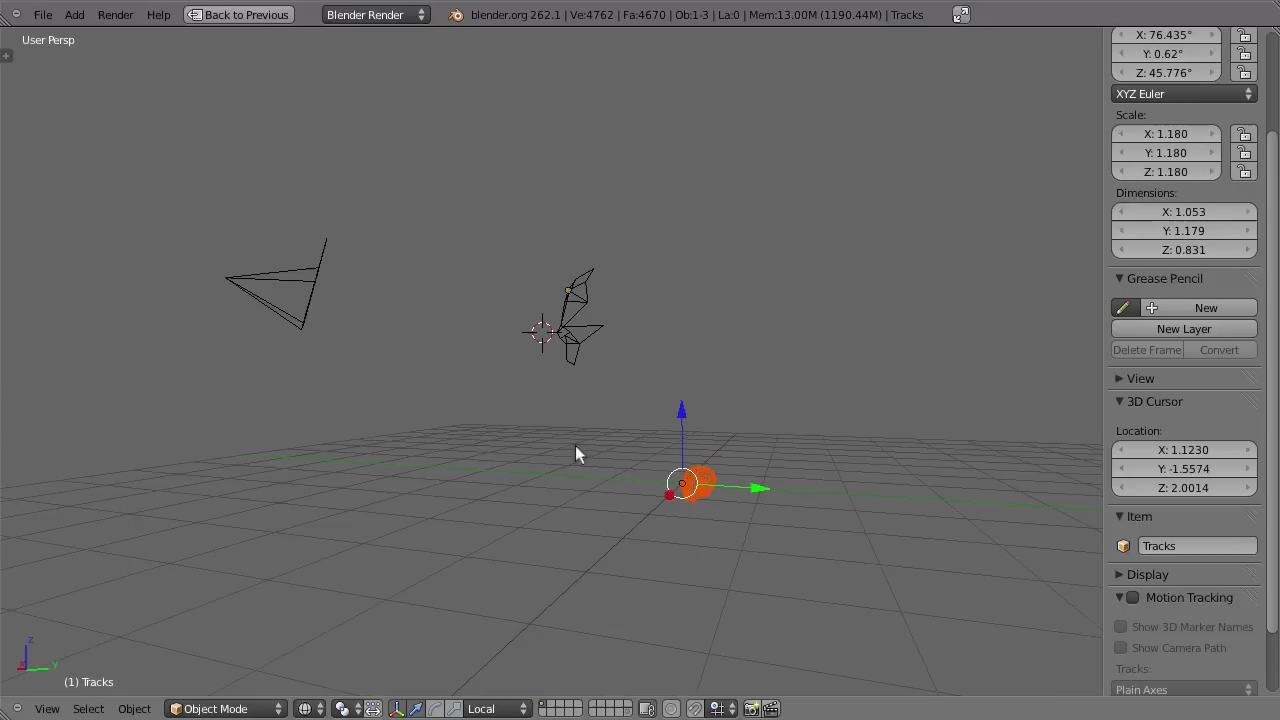 File Add Render Help Back to Previous Blender Render blender.org 262.1 | Ve:4762 | Fa:4670 | Ob:1-3 | La:0 | Mem:13.00M (1190.44M) | Tracks
User Persp
X: 76.435°
Y: 0.62°
Z: 45.776°
XYZ Euler
Scale:
X: 1.180
Y: 1.180
Z: 1.180
Dimensions:
X: 1.053
Y: 1.179
Z: 0.831
Grease Pencil
New
New Layer
Delete Frame Convert
View
3D Cursor
Location:
X: 1.1230
Y: -1.5574
Z: 2.0014
Item
Tracks
Display
Motion Tracking
Show 3D Marker Names
Show Camera Path
Tracks:
Plain Axes
z
y
(1) Tracks
View Select Object Object Mode Local